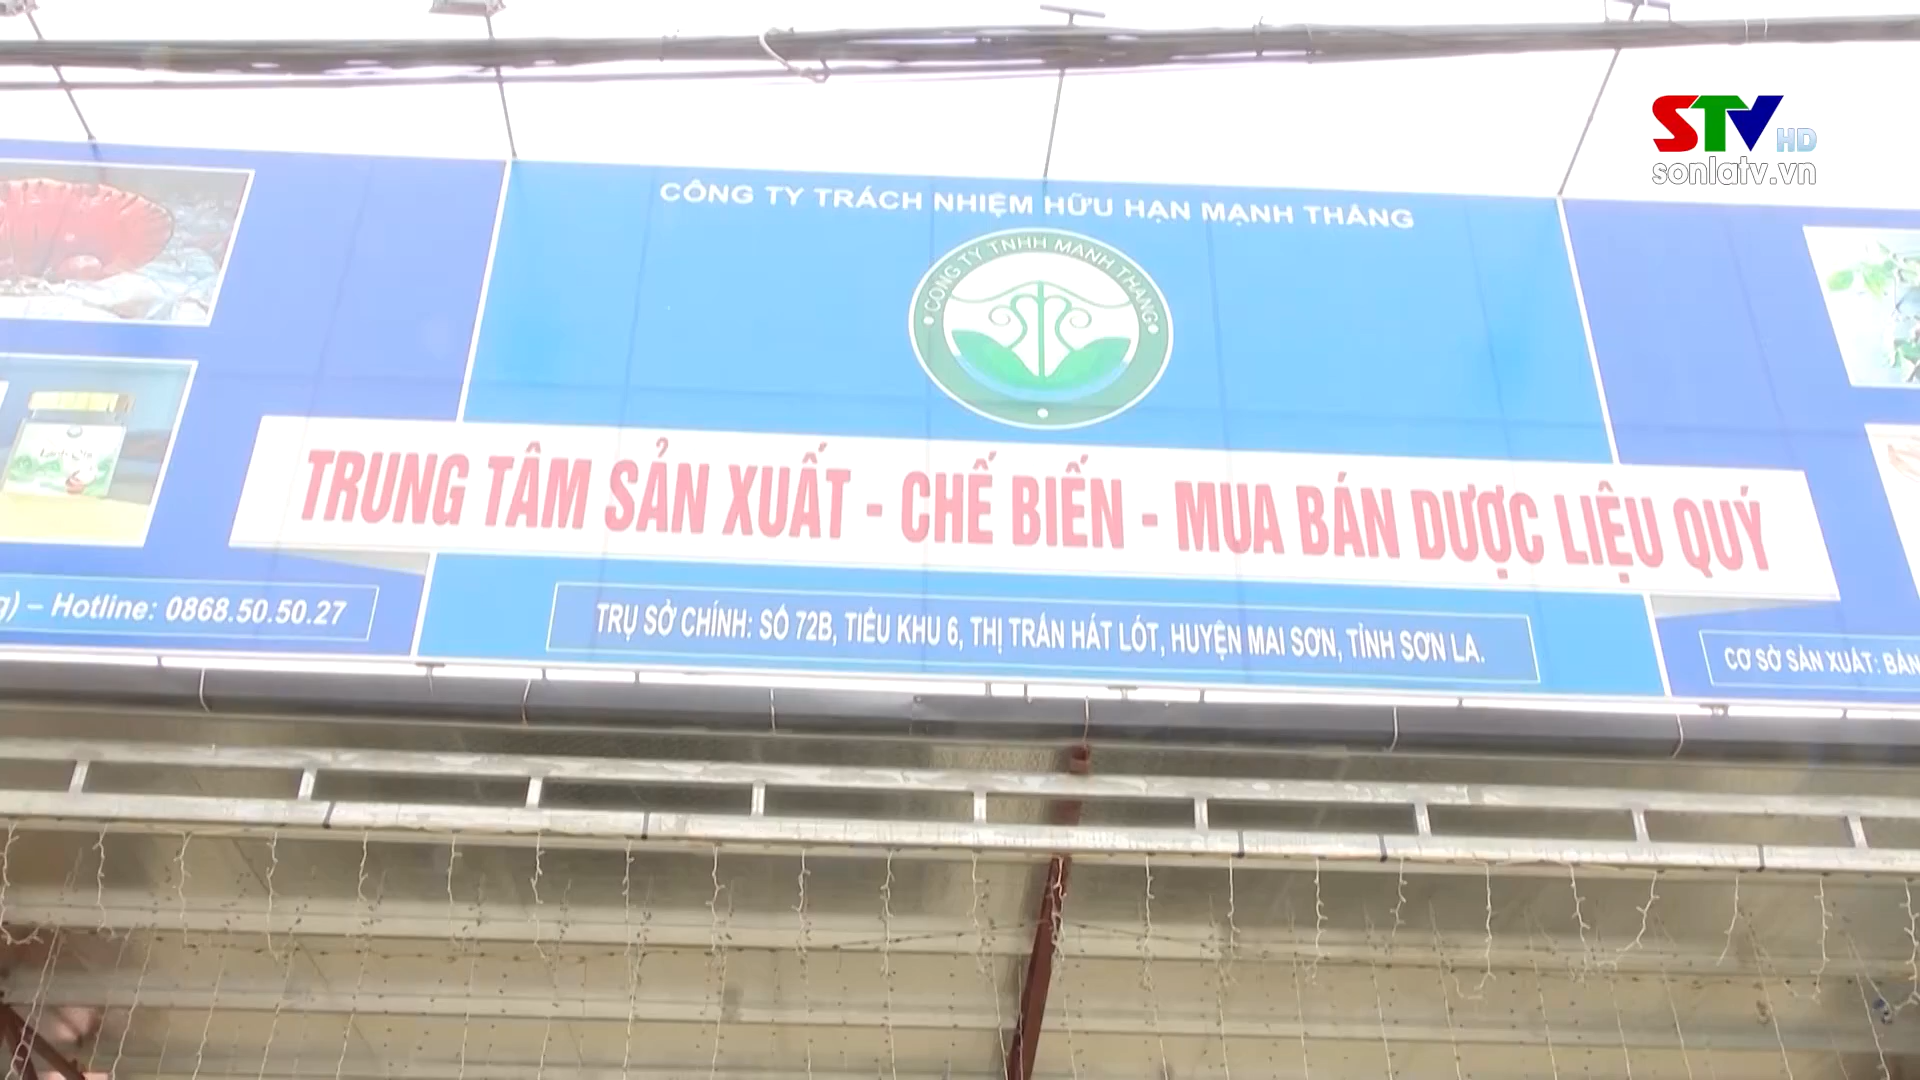 STV HD
sonlatv.vn
CÔNG TY TRÁCH NHIỆM HỮU HẠN MẠNH THẮNG
CÔNG TY TNHH MẠNH THẮNG
TRUNG TÂM SẢN XUẤT - CHẾ BIẾN - MUA BÁN DƯỢC LIỆU QUÝ
g) – Hotline: 0868.50.50.27
TRỤ SỞ CHÍNH: SỐ 72B, TIỂU KHU 6, THỊ TRẤN HÁT LÓT, HUYỆN MAI SƠN, TỈNH SƠN LA.
CƠ SỞ SẢN XUẤT: BẢN